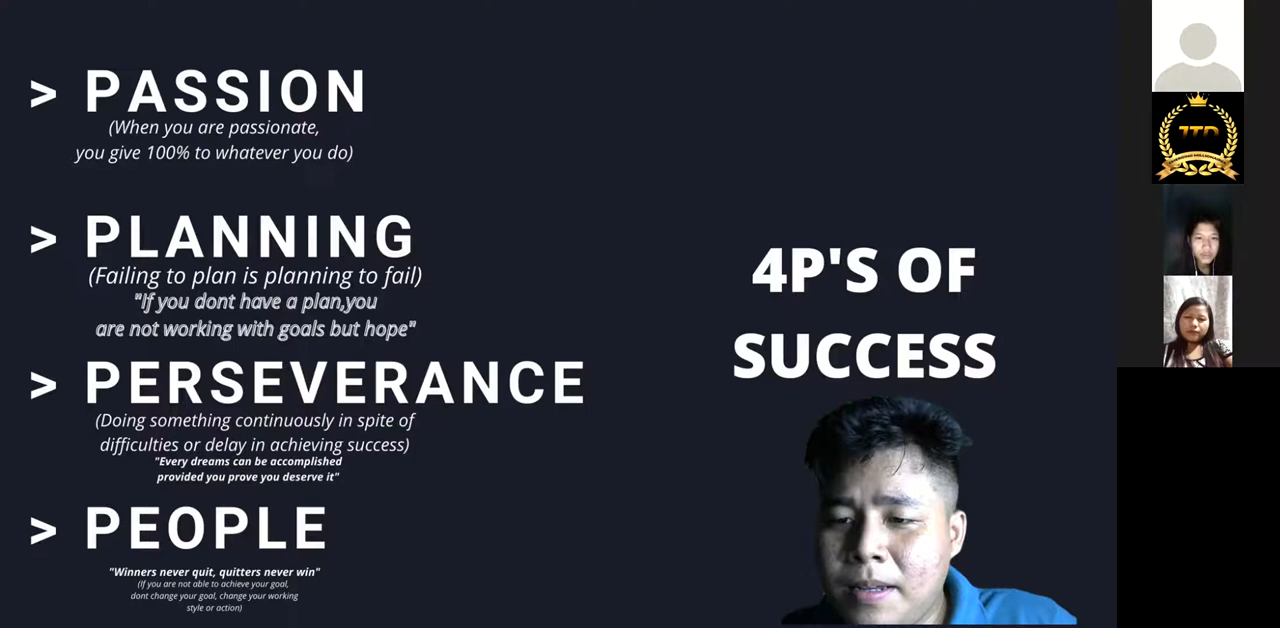 > PASSION
(When you are passionate,
you give 100% to whatever you do)
> PLANNING
(Failing to plan is planning to fail)
"If you dont have a plan,you
are not working with goals but hope"
> PERSEVERANCE
(Doing something continuously in spite of
difficulties or delay in achieving success)
"Every dreams can be accomplished
provided you prove you deserve it"
> PEOPLE
"Winners never quit, quitters never win"
(If you are not able to achieve your goal,
dont change your goal, change your working
style or action)
4P'S OF
SUCCESS